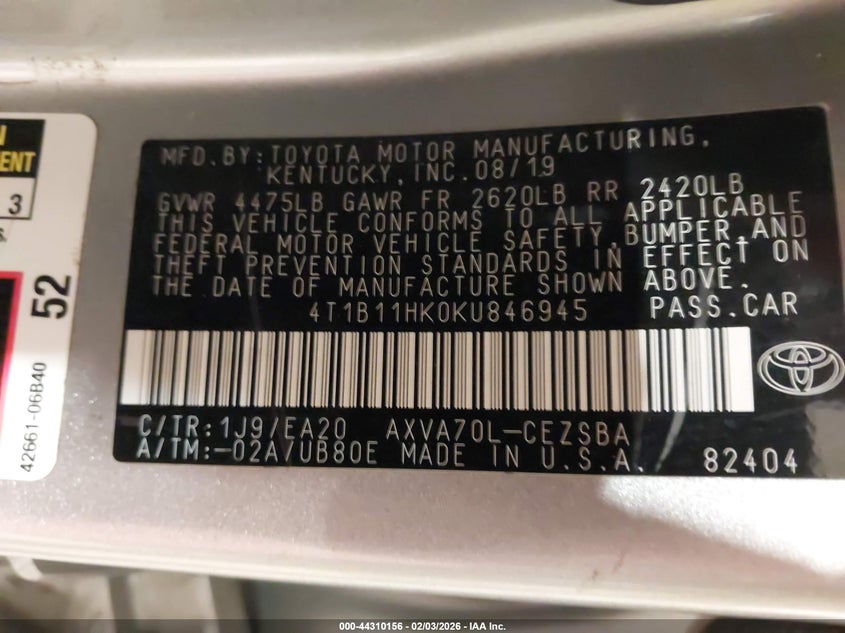 N
ENT
3
s.
52
42661-06B40
MFD. BY: TOYOTA MOTOR MANUFACTURING,
KENTUCKY, INC. 08/19
GVWR 4475LB GAWR FR 2620LB RR 2420LB
THIS VEHICLE CONFORMS TO ALL APPLICABLE
FEDERAL MOTOR VEHICLE SAFETY, BUMPER, AND
THEFT PREVENTION STANDARDS IN EFFECT ON
THE DATE OF MANUFACTURE SHOWN ABOVE.
4T1B11HK0KU846945 PASS.CAR
C/TR: 1J9/EA20 AXVA70L-CEZSBA
A/TM:-02A/UB80E MADE IN U.S.A. 82404
000-44310156 - 02/03/2026 - IAA Inc.